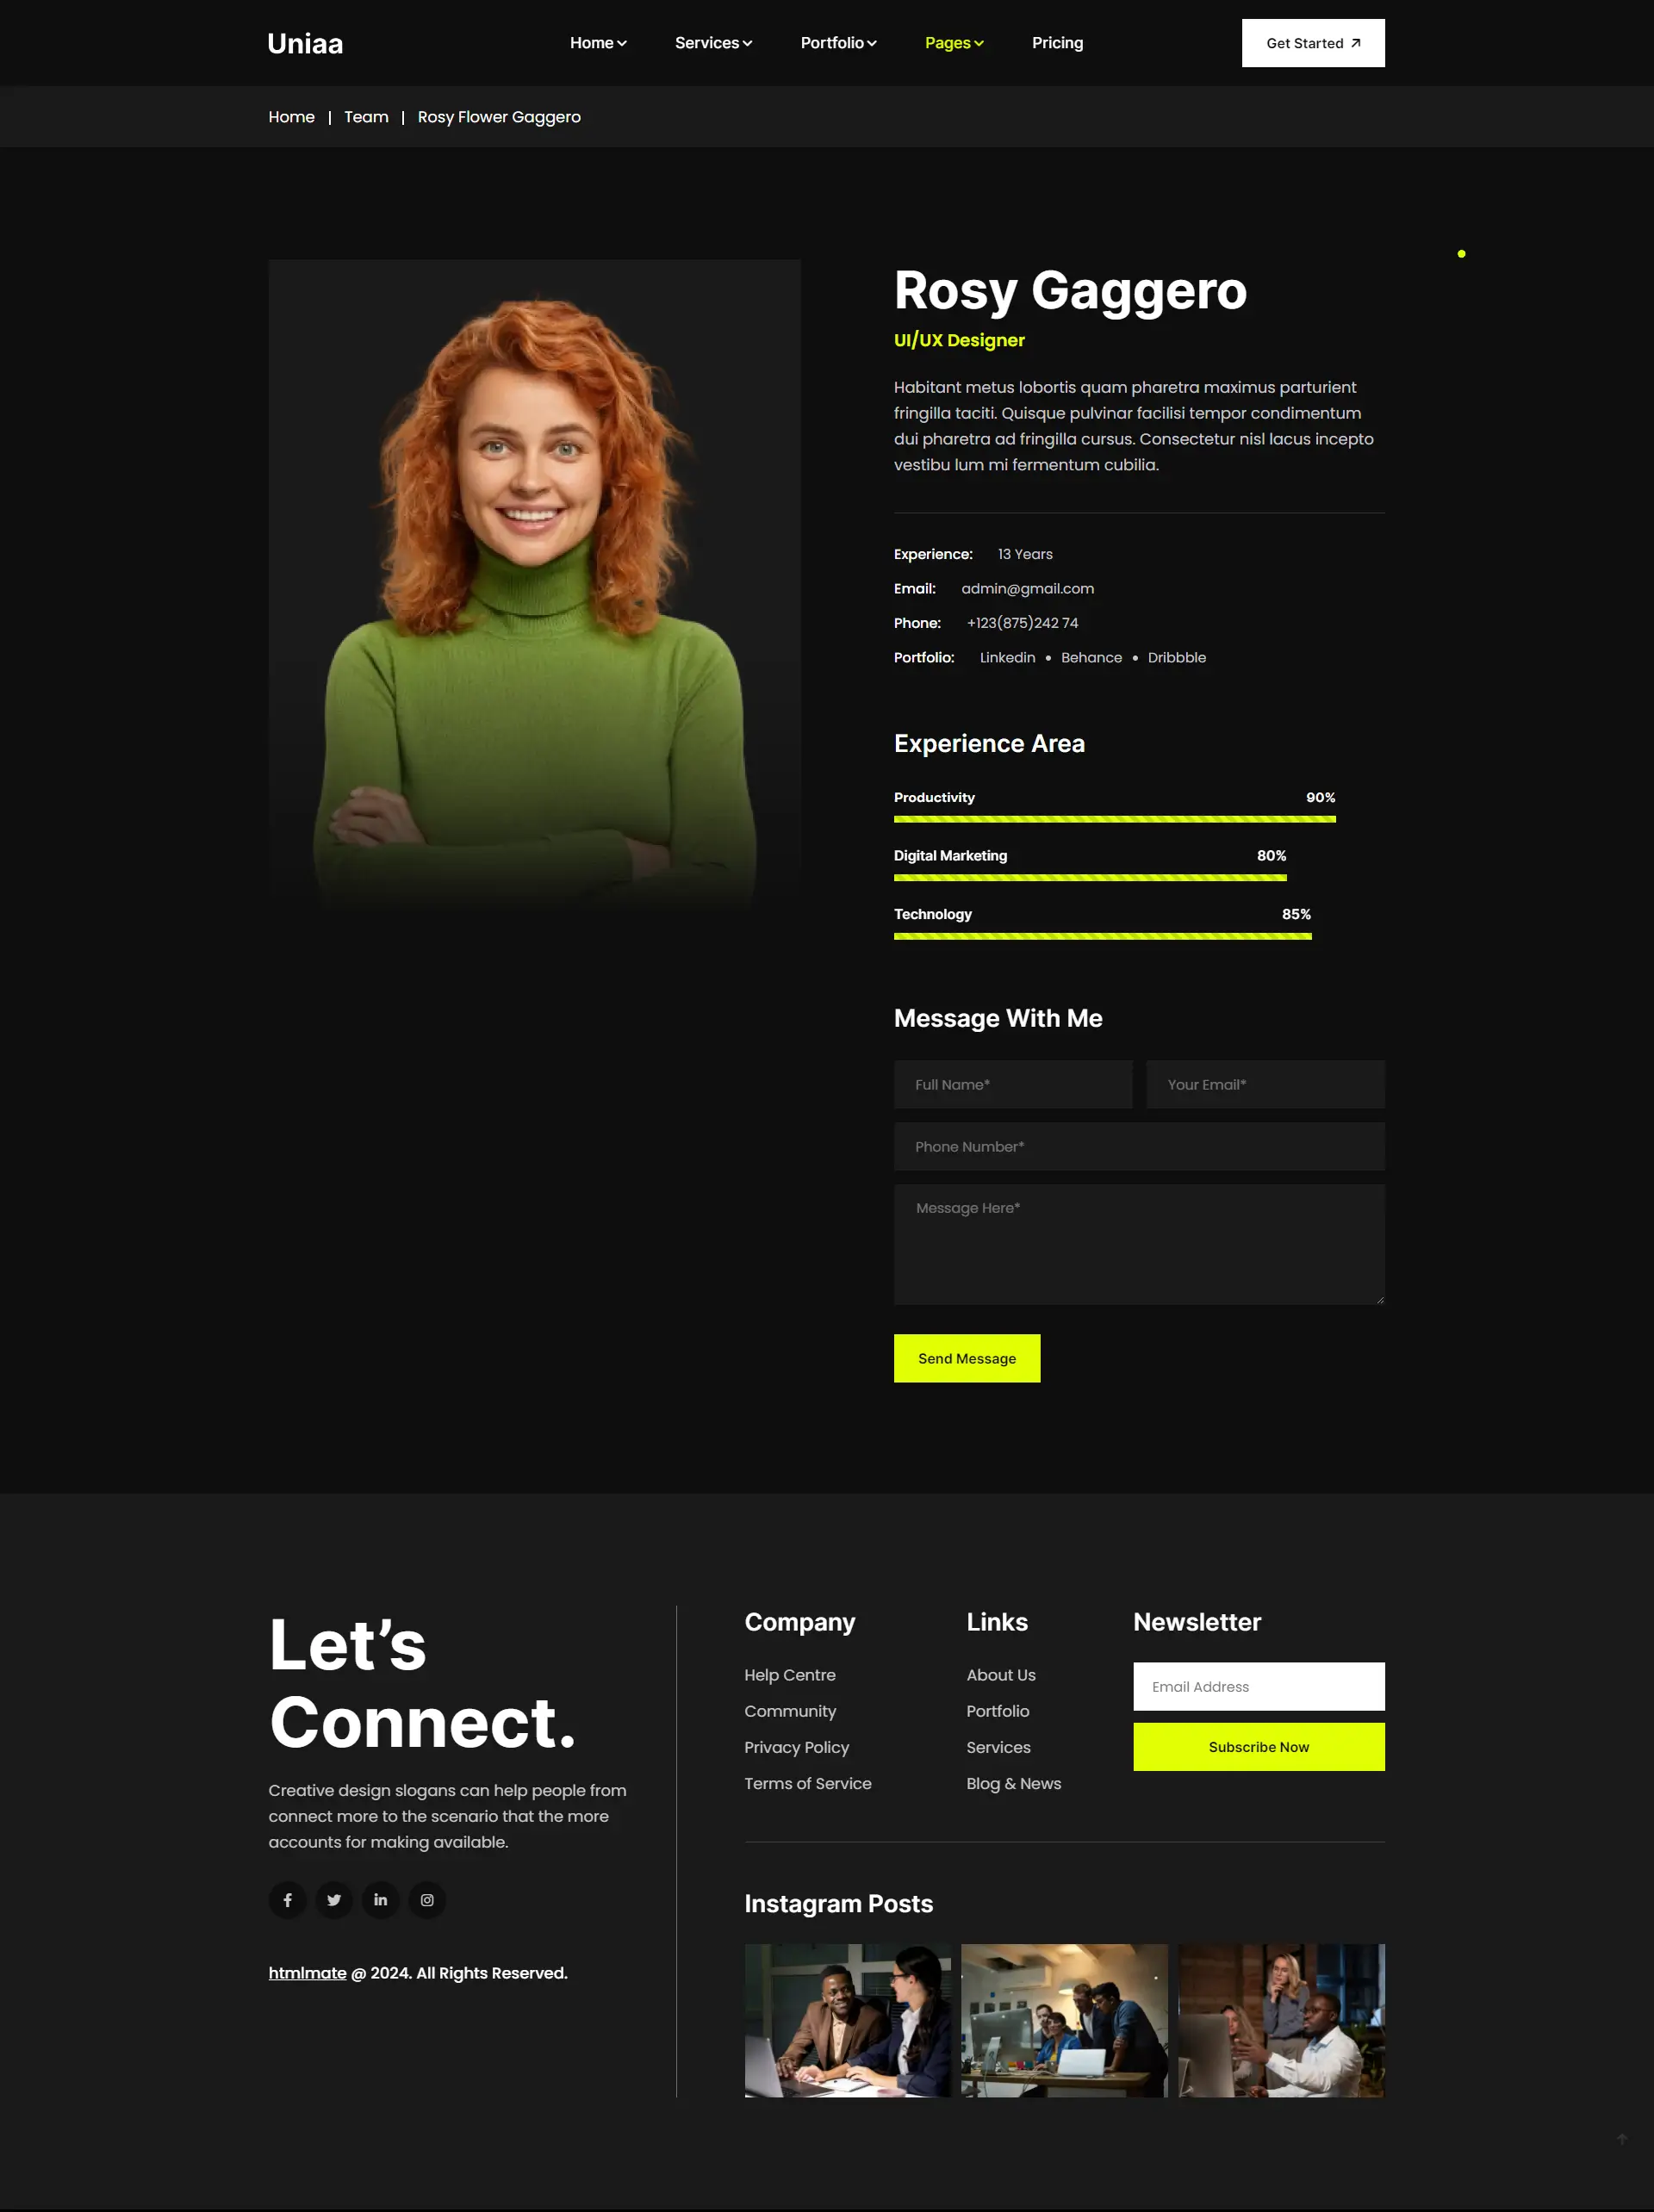 Uniaa
Home
Services
Portfolio
Pages
Pricing
Get Started
Home | Team | Rosy Flower Gaggero
Rosy Gaggero
UI/UX Designer
Habitant metus lobortis quam pharetra maximus parturient
fringilla taciti. Quisque pulvinar facilisi tempor condimentum
dui pharetra ad fringilla cursus. Consectetur nisl lacus incepto
vestibu lum mi fermentum cubilia.
Experience: 13 Years
Email: admin@gmail.com
Phone: +123(875)242 74
Portfolio: Linkedin • Behance • Dribbble
Experience Area
Productivity 90%
Digital Marketing 80%
Technology 85%
Message With Me
Full Name*
Your Email*
Phone Number*
Message Here*
Send Message
Let’s
Connect.
Creative design slogans can help people from
connect more to the scenario that the more
accounts for making available.
htmlmate @ 2024. All Rights Reserved.
Company
Help Centre
Community
Privacy Policy
Terms of Service
Links
About Us
Portfolio
Services
Blog & News
Newsletter
Email Address
Subscribe Now
Instagram Posts